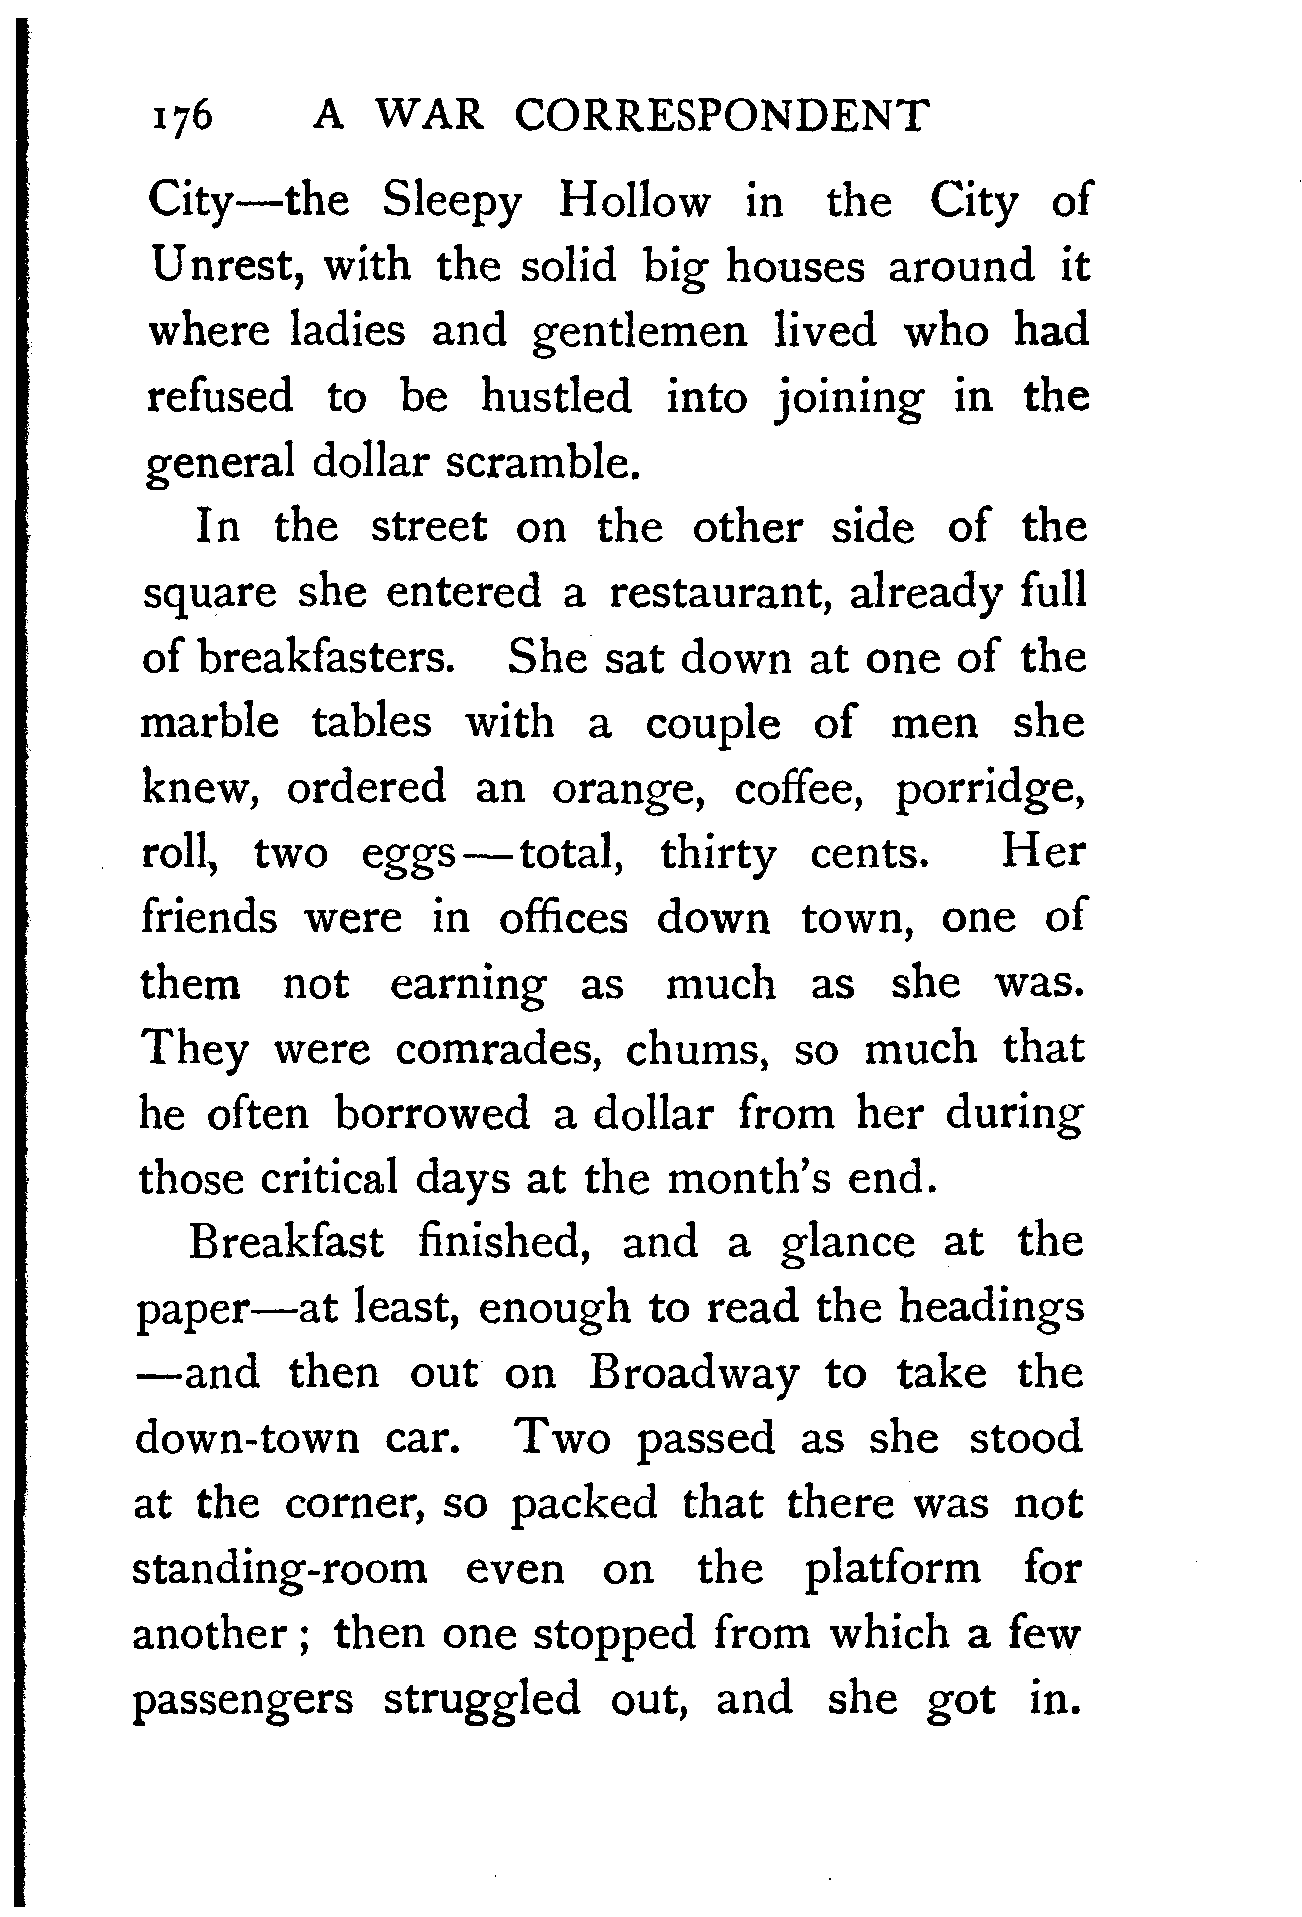 176 A WAR CORRESPONDENT
City—the Sleepy Hollow in the City of
Unrest, with the solid big houses around it
where ladies and gentlemen lived who had
refused to be hustled into joining in the
general dollar scramble.
In the street on the other side of the
square she entered a restaurant, already full
of breakfasters. She sat down at one of the
marble tables with a couple of men she
knew, ordered an orange, coffee, porridge,
roll, two eggs—total, thirty cents. Her
friends were in offices down town, one of
them not earning as much as she was.
They were comrades, chums, so much that
he often borrowed a dollar from her during
those critical days at the month's end.
Breakfast finished, and a glance at the
paper—at least, enough to read the headings
—and then out on Broadway to take the
down-town car. Two passed as she stood
at the corner, so packed that there was not
standing-room even on the platform for
another ; then one stopped from which a few
passengers struggled out, and she got in.